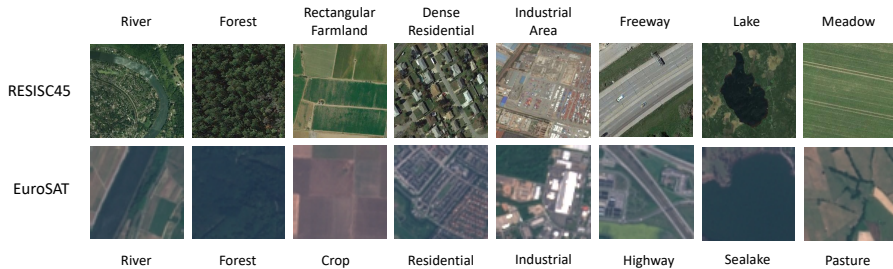 River Forest Rectangular Farmland Dense Residential Industrial Area Freeway Lake Meadow
RESISC45
EuroSAT
River Forest Crop Residential Industrial Highway Sealake Pasture